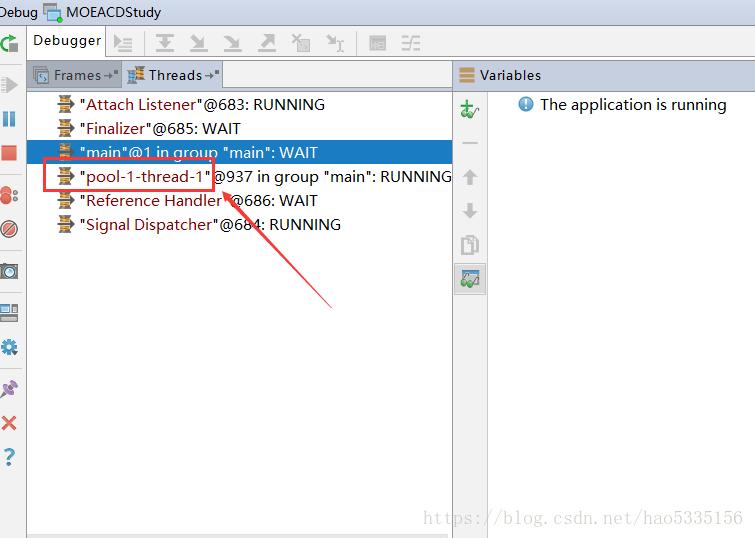 Debug MOEACDStudy
Debugger
Frames Threads
Variables
"Attach Listener"@683: RUNNING
"Finalizer"@685: WAIT
"main"@1 in group "main": WAIT
"pool-1-thread-1"@937 in group "main": RUNNING
"Reference Handler"@686: WAIT
"Signal Dispatcher"@684: RUNNING
The application is running
https://blog.csdn.net/hao5335156